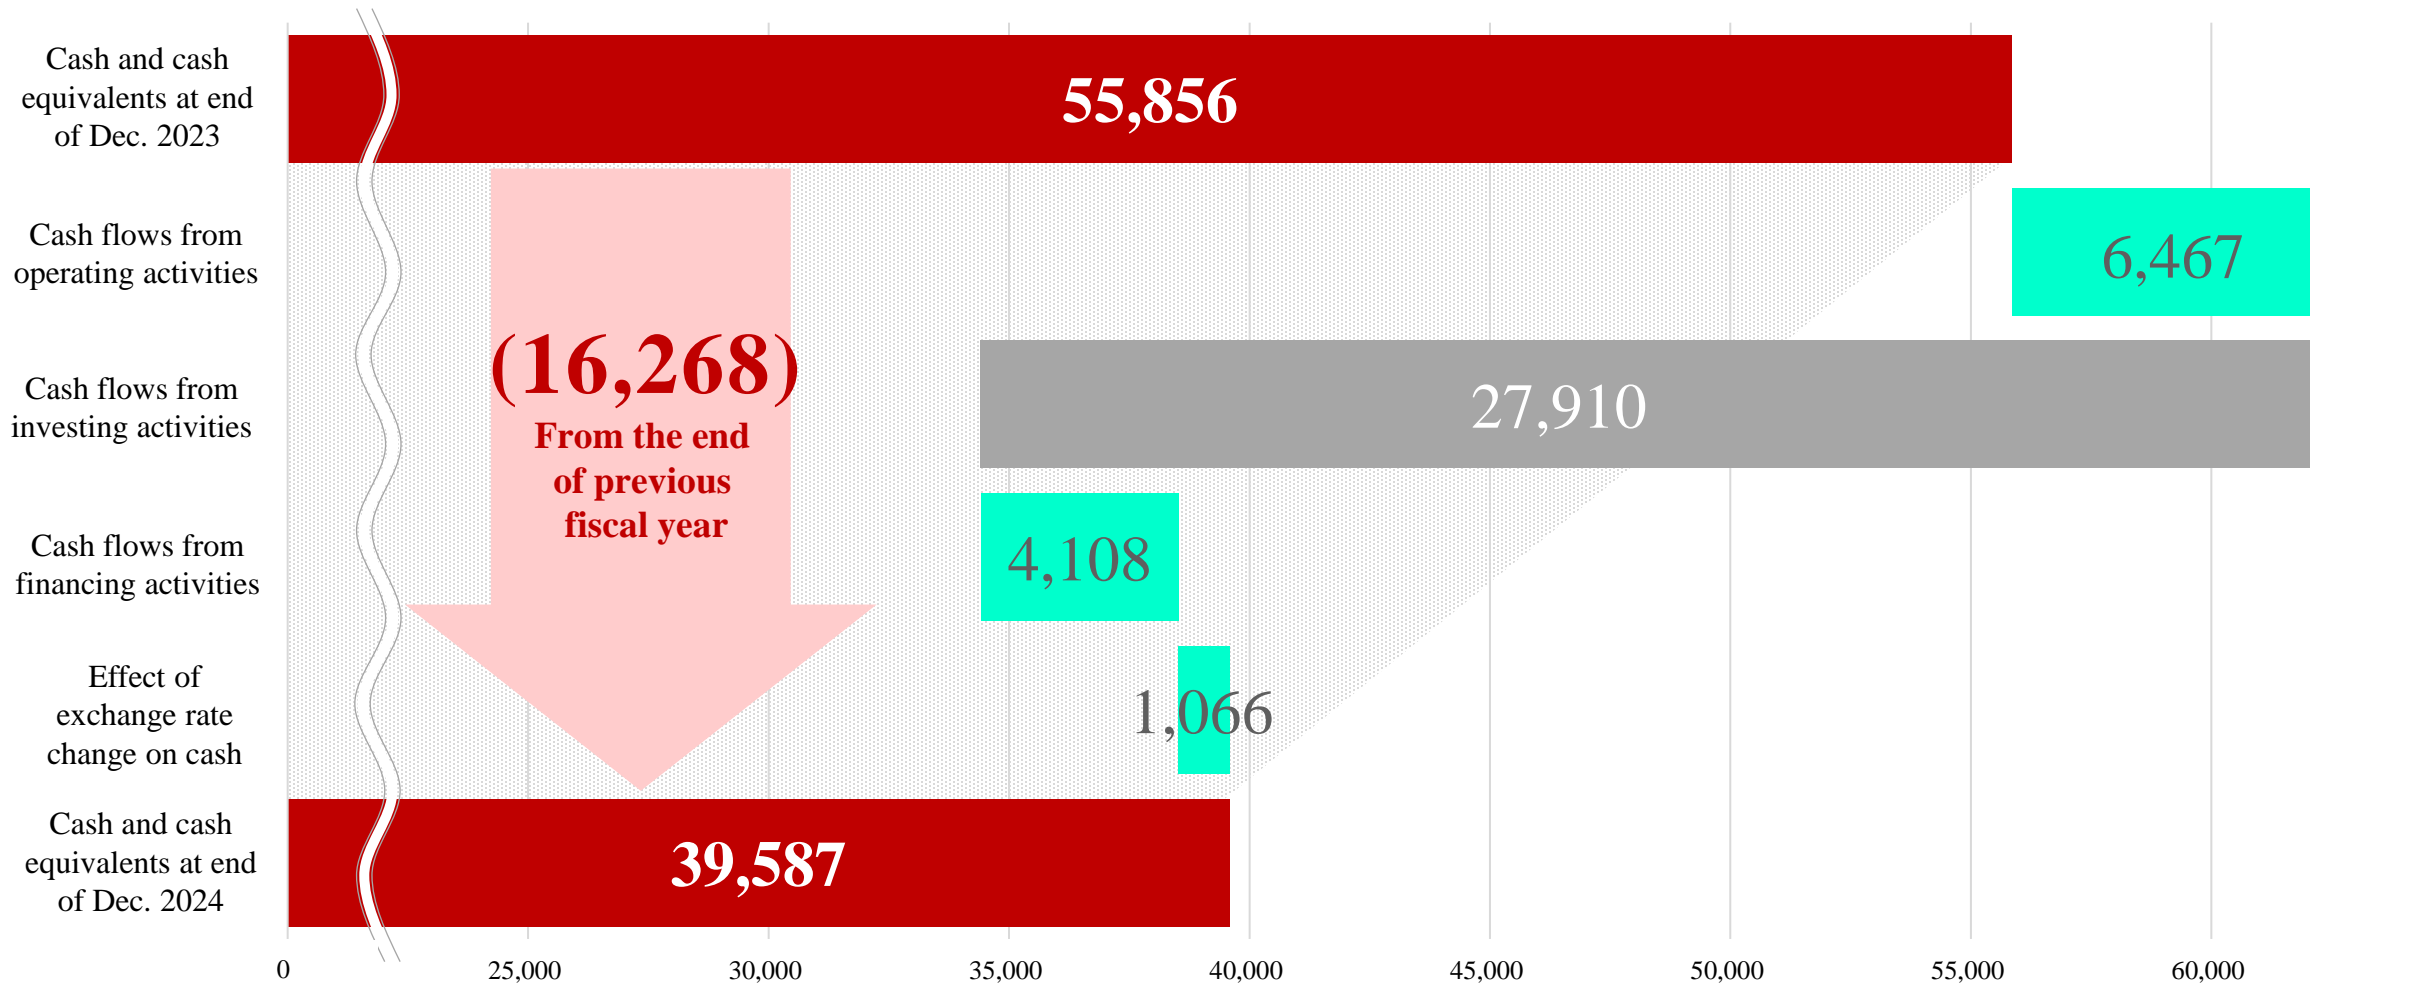 Cash and cash
equivalents at end
of Dec. 2023
55,856
Cash flows from
operating activities
6,467
(16,268)
From the end
of previous
fiscal year
Cash flows from
investing activities
27,910
Cash flows from
financing activities
4,108
Effect of
exchange rate
change on cash
1,066
Cash and cash
equivalents at end
of Dec. 2024
39,587
0 25,000 30,000 35,000 40,000 45,000 50,000 55,000 60,000